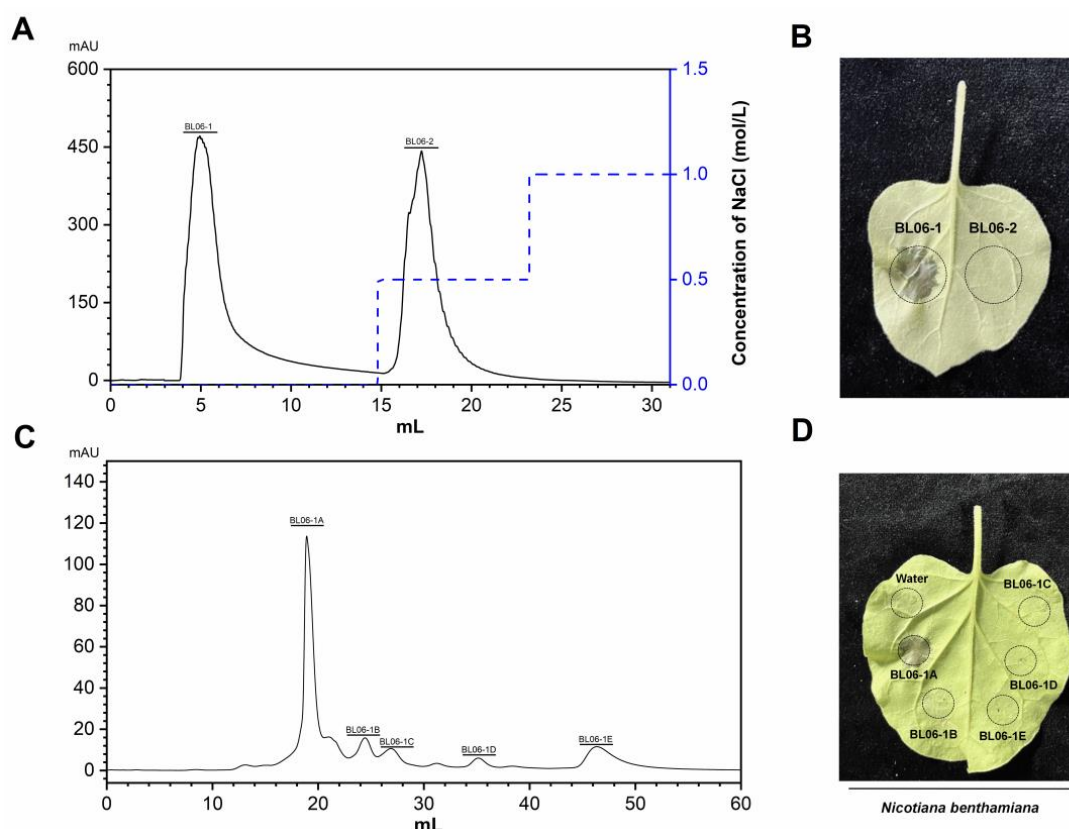 A
mAU
600
450
300
150
0
BL06-1
BL06-2
1.5
1.0
0.5
0.0
Concentration of NaCl (mol/L)
0 5 10 15 20 25 30
mL
B
BL06-1 BL06-2
C
mAU
140
120
100
80
60
40
20
0
BL06-1A
BL06-1B
BL06-1C
BL06-1D
BL06-1E
0 10 20 30 40 50 60
mL
D
Water
BL06-1C
BL06-1A
BL06-1D
BL06-1B
BL06-1E
Nicotiana benthamiana